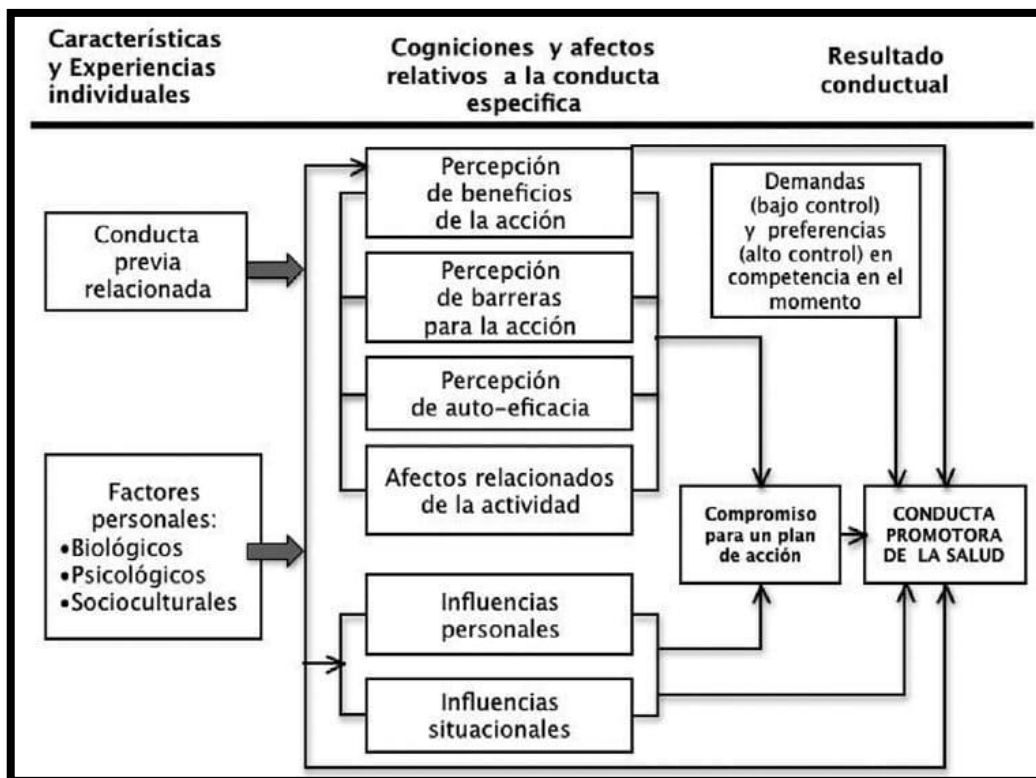 Características
y Experiencias
individuales
Cogniciones y afectos
relativos a la conducta
especifica
Resultado
conductual
Conducta
previa
relacionada
Factores
personales:
•Biológicos
•Psicológicos
•Socioculturales
Percepción
de beneficios
de la acción
Percepción
de barreras
para la acción
Percepción
de auto-eficacia
Afectos relacionados
de la actividad
Influencias
personales
Influencias
situacionales
Demandas
(bajo control)
y preferencias
(alto control) en
competencia en el
momento
Compromiso
para un plan
de acción
CONDUCTA
PROMOTORA
DE LA SALUD